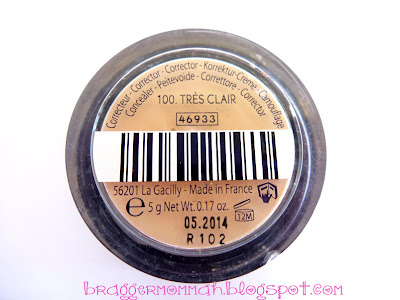 Correcteur - Corrector - Korrektur-Creme - Camouflage
Concealer - Peitevoide - Correttore - Corrector
100. TRÈS CLAIR
46933
56201 La Gacilly - Made in France
℮ 5 g Net Wt. 0.17 oz.
12M
05.2014
R102
braggermommah.blogspot.com